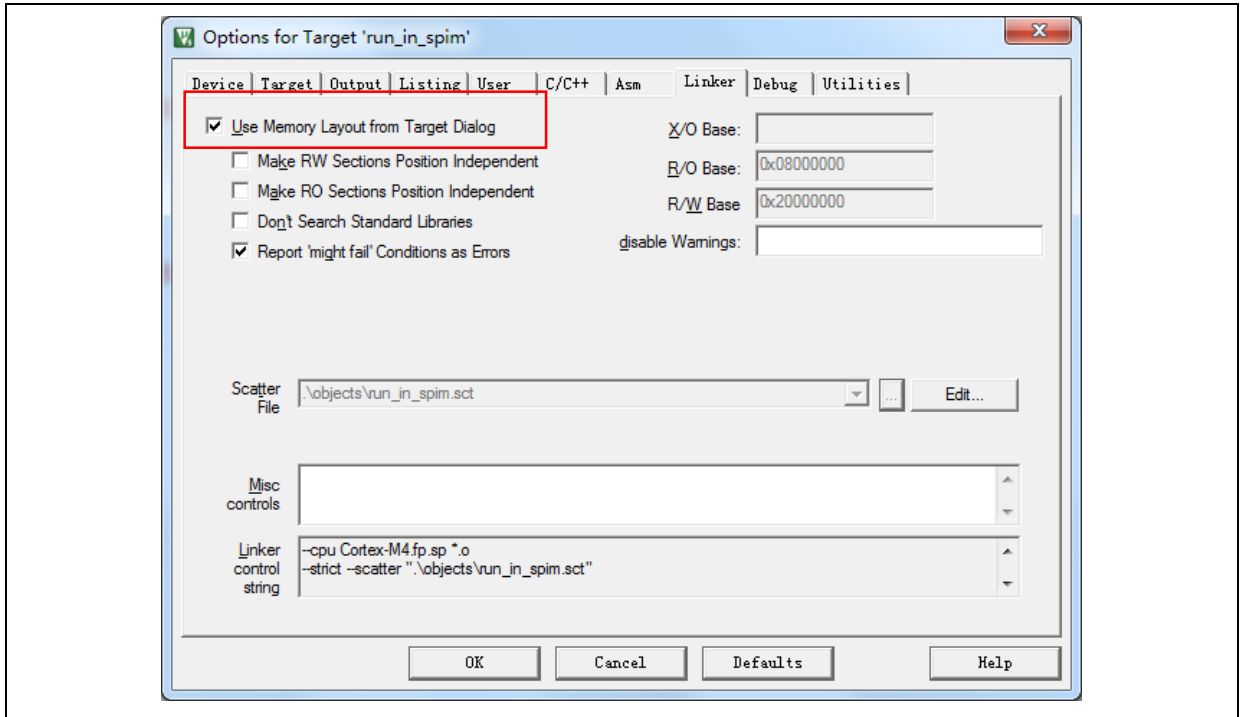 Options for Target 'run_in_spim'
Device Target Output Listing User C/C++ Asm Linker Debug Utilities
Use Memory Layout from Target Dialog
Make RW Sections Position Independent
Make RO Sections Position Independent
Don't Search Standard Libraries
Report 'might fail' Conditions as Errors
X/O Base:
R/O Base: 0x08000000
R/W Base 0x20000000
disable Warnings:
Scatter File .\objects\run_in_spim.sct ... Edit...
Misc controls
Linker control string
--cpu Cortex-M4.fp.sp *.o
--strict --scatter ".\objects\run_in_spim.sct"
OK Cancel Defaults Help